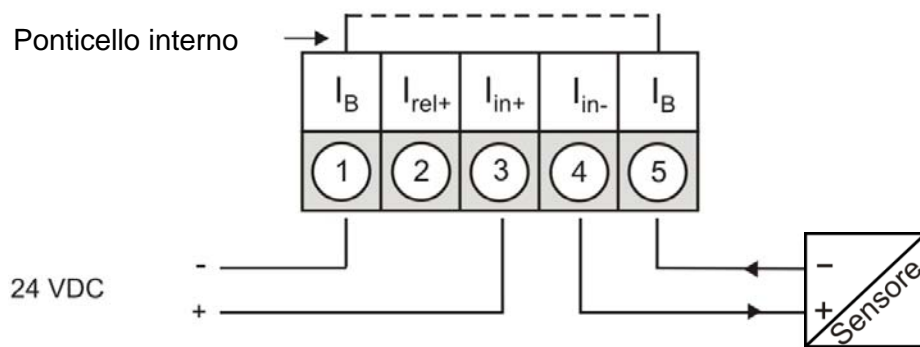 Ponticello interno
I_B I_rel+ I_in+ I_in- I_B
1 2 3 4 5
24 VDC
-
+
-
+
Sensore